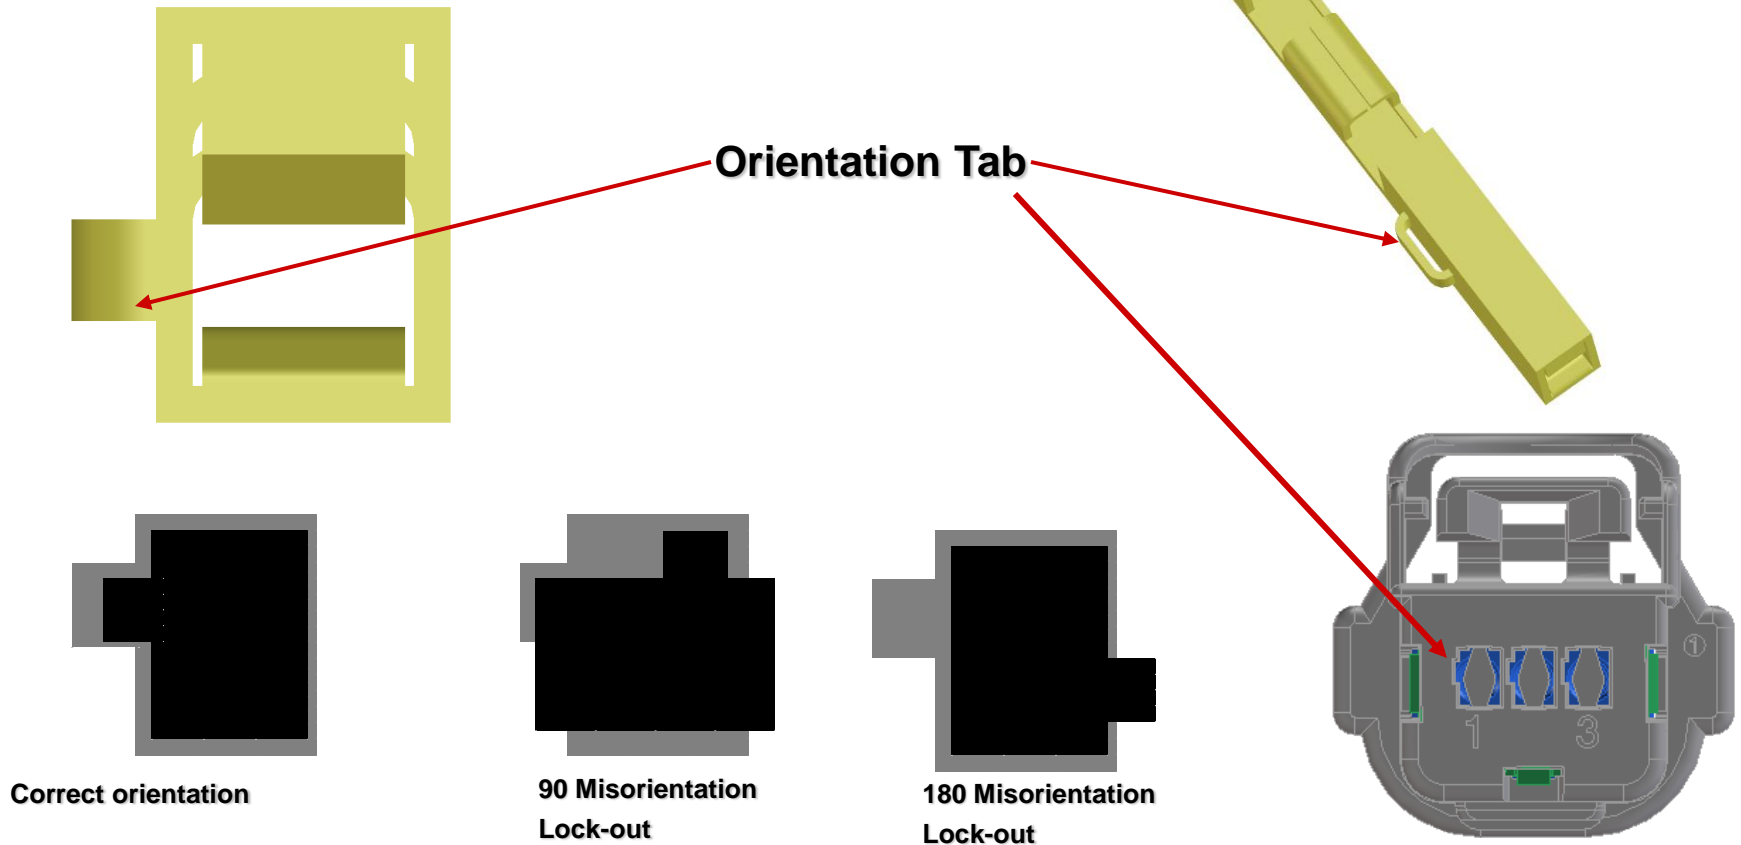 Orientation Tab
①
1
3
Correct orientation
90 Misorientation
Lock-out
180 Misorientation
Lock-out